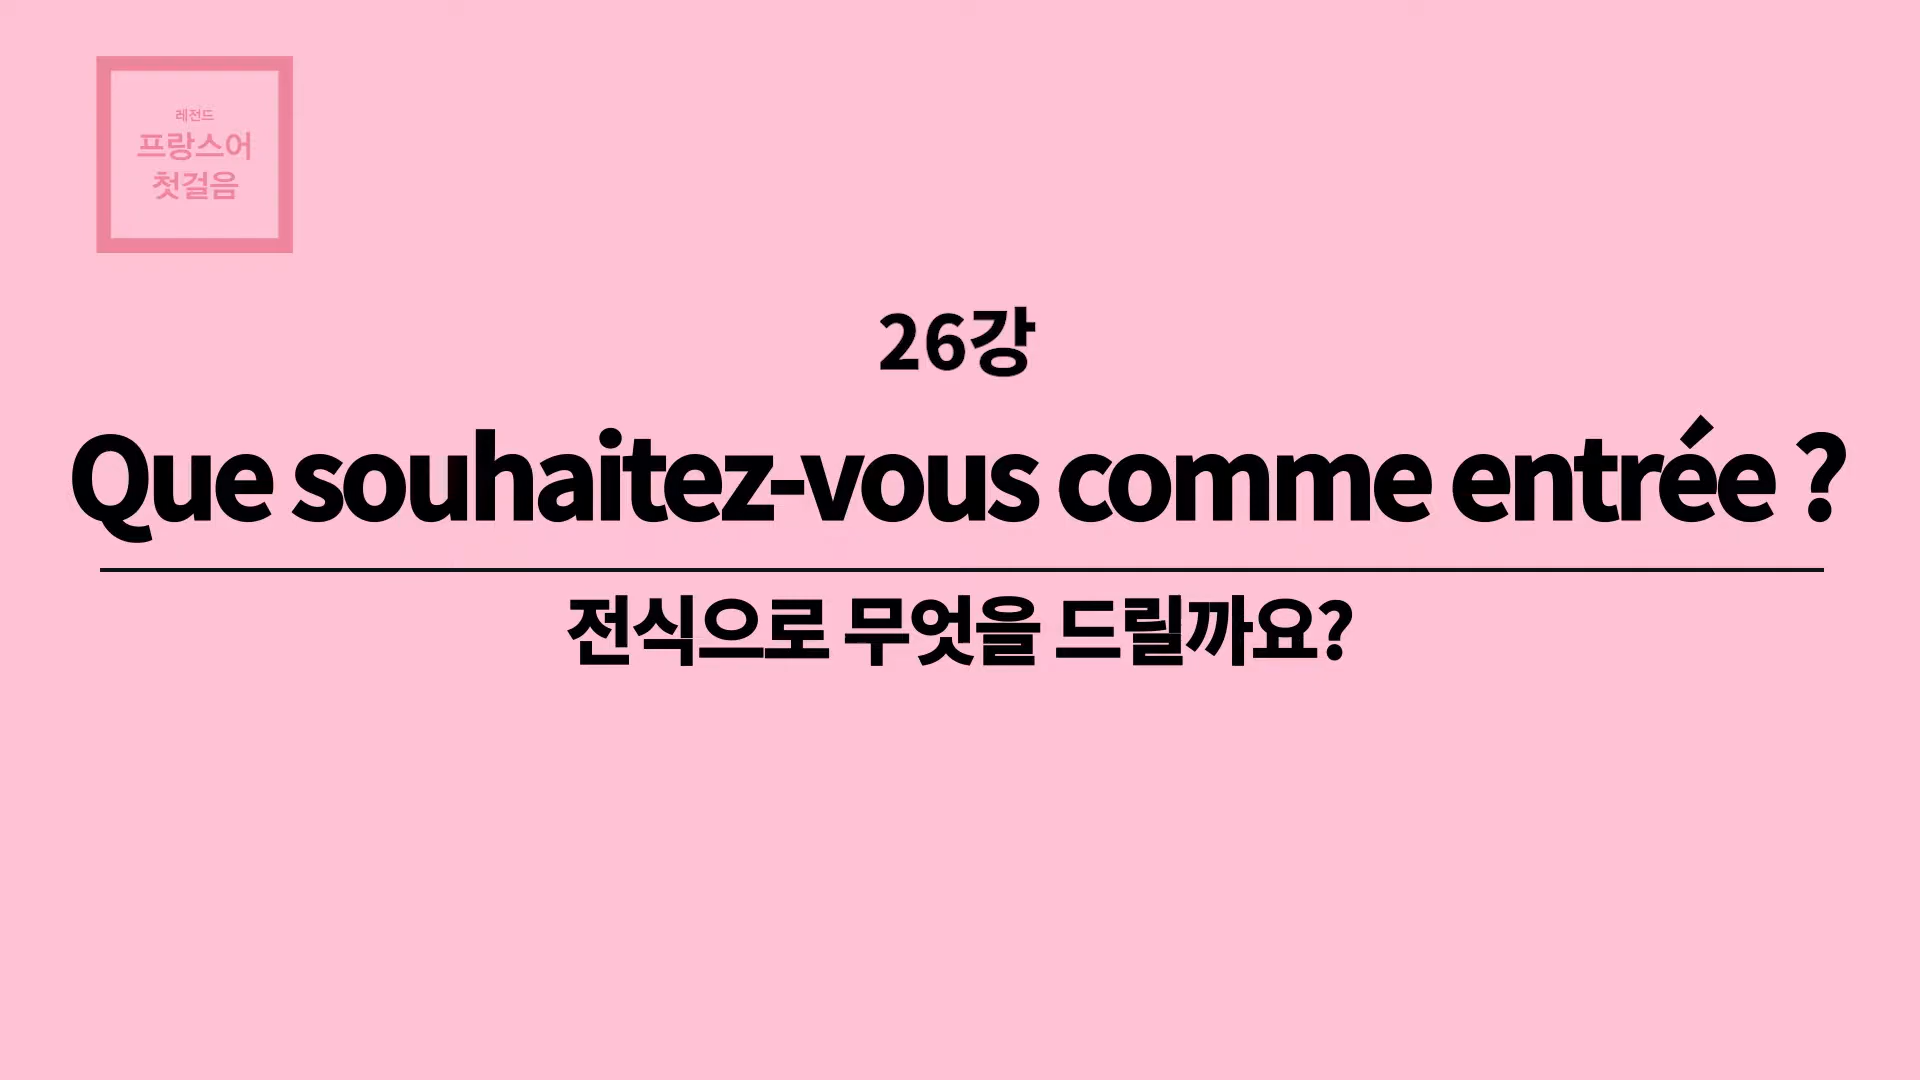 레전드
프랑스어
첫걸음
26강
Que souhaitez-vous comme entrée ?
전식으로 무엇을 드릴까요?